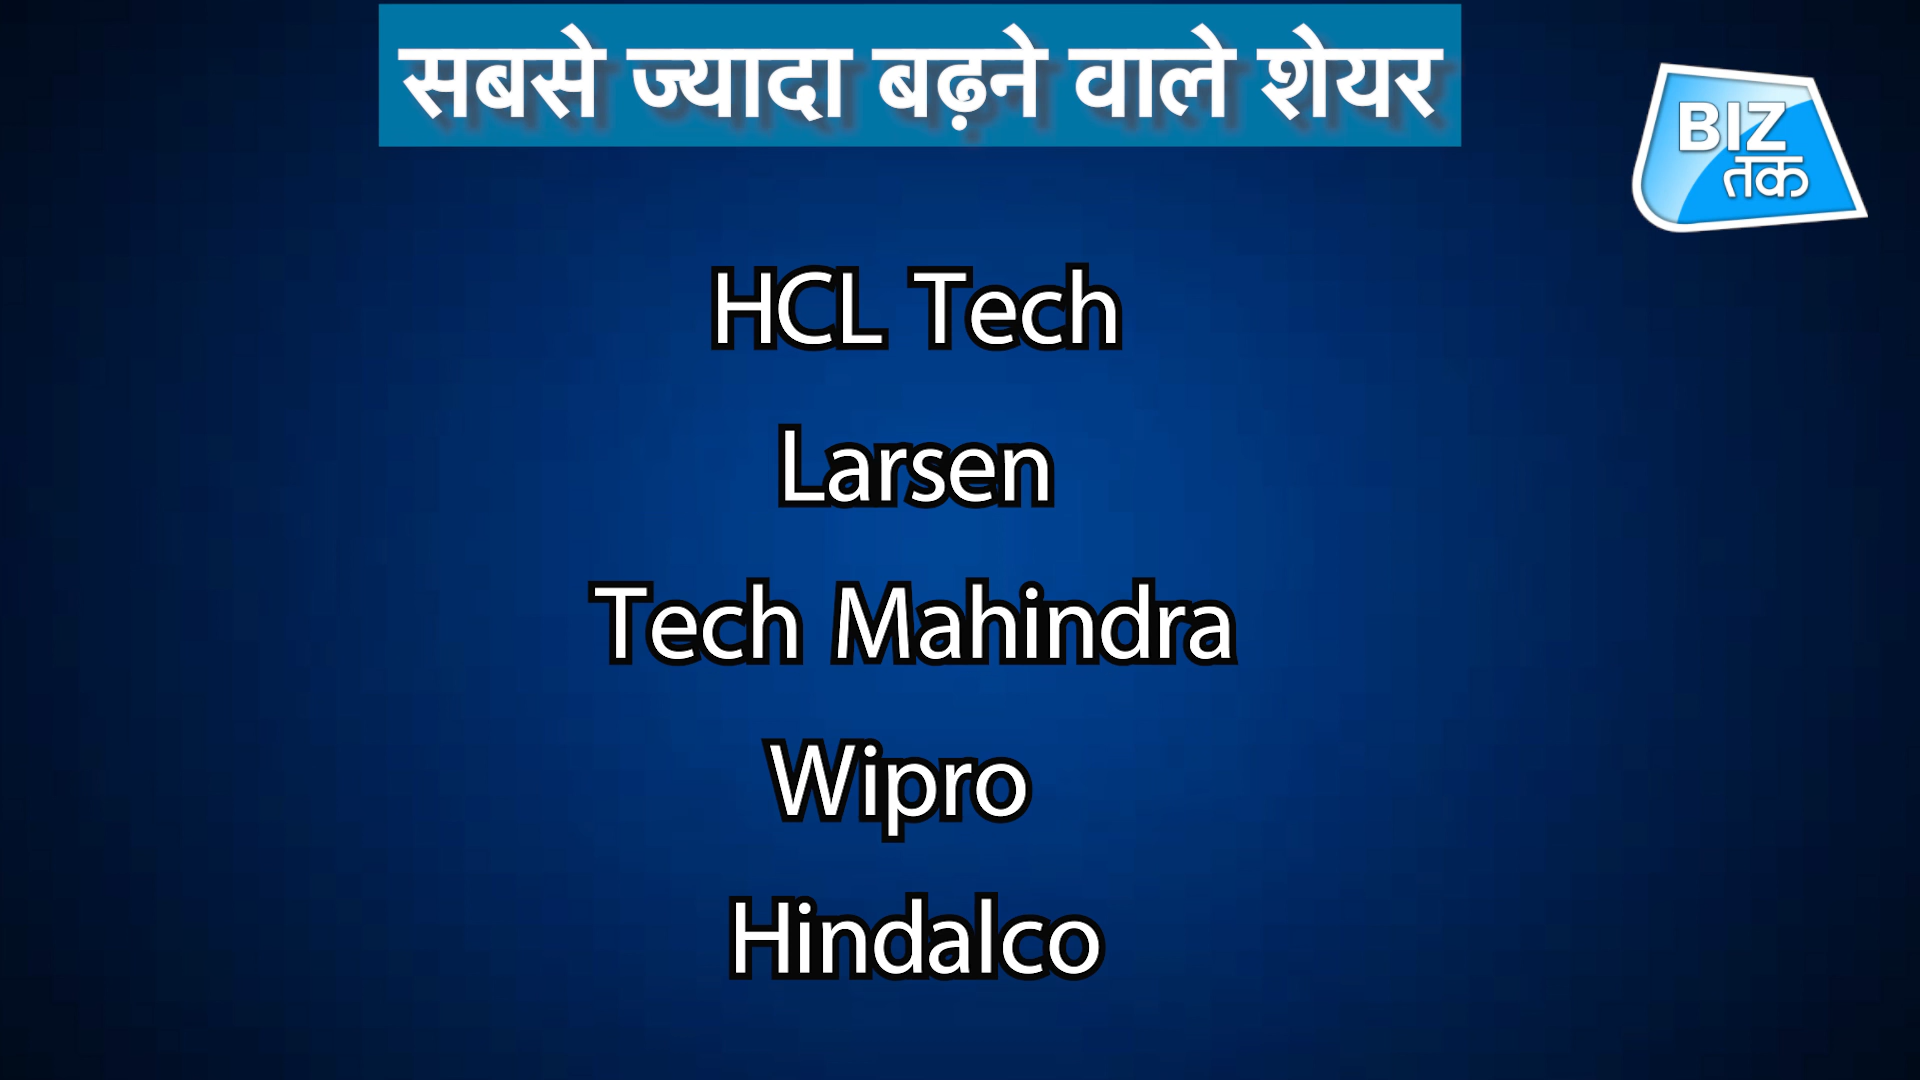 सबसे ज्यादा बढ़ने वाले शेयर
BIZ
तक
HCL Tech
Larsen
Tech Mahindra
Wipro
Hindalco